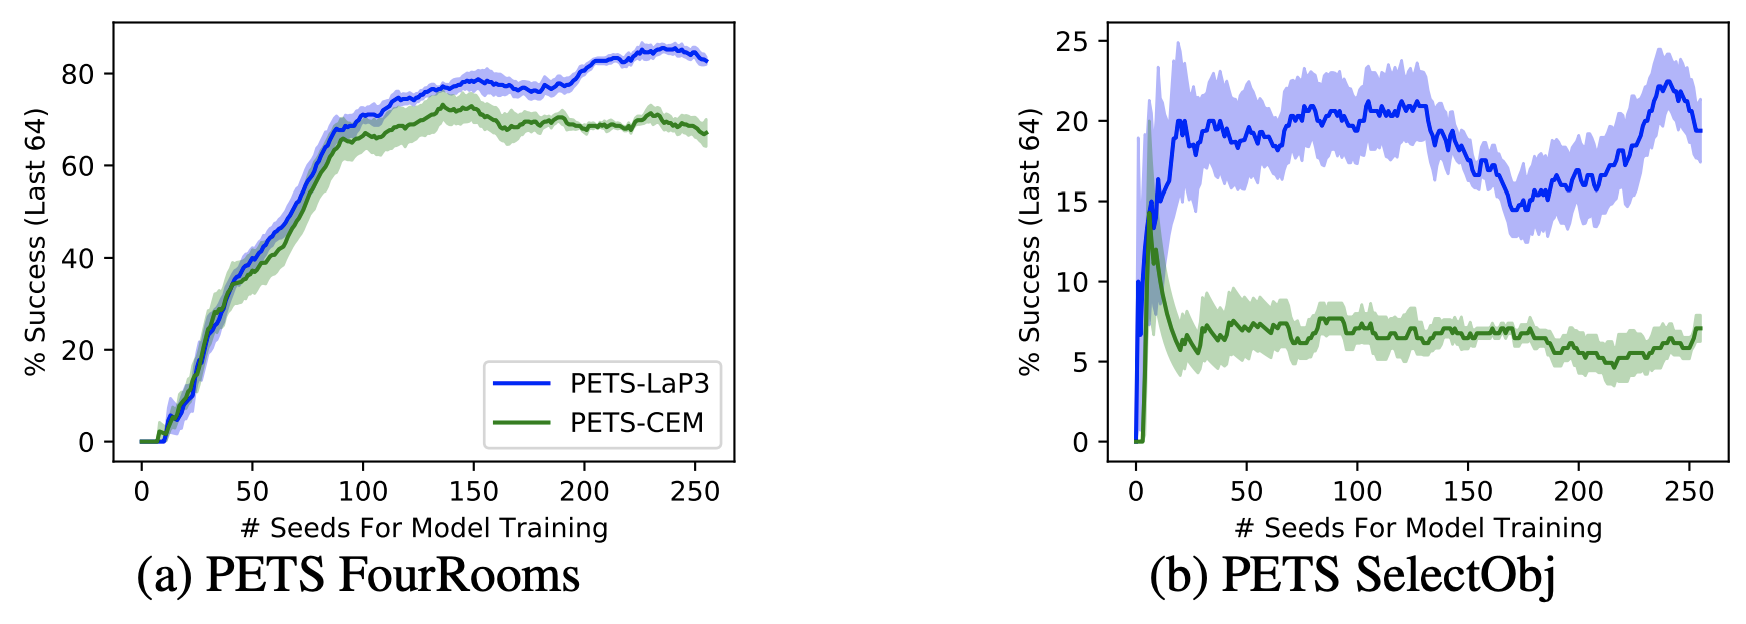 % Success (Last 64)
80
60
40
20
0
PETS-LaP3
PETS-CEM
0 50 100 150 200 250
# Seeds For Model Training
(a) PETS FourRooms
% Success (Last 64)
25
20
15
10
5
0
0 50 100 150 200 250
# Seeds For Model Training
(b) PETS SelectObj